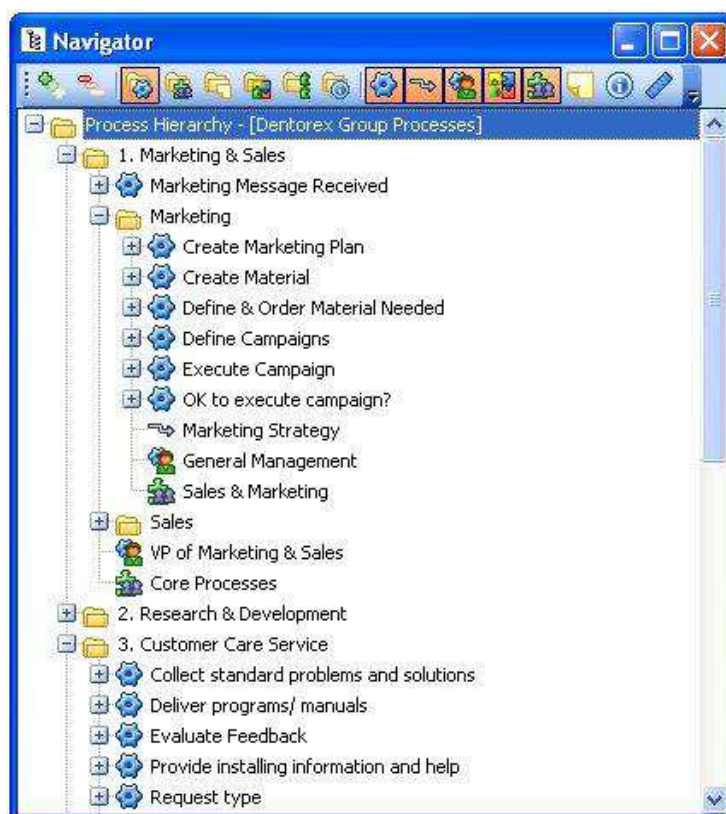 Navigator
Process Hierarchy - [Dentorex Group Processes]
1. Marketing & Sales
Marketing Message Received
Marketing
Create Marketing Plan
Create Material
Define & Order Material Needed
Define Campaigns
Execute Campaign
OK to execute campaign?
Marketing Strategy
General Management
Sales & Marketing
Sales
VP of Marketing & Sales
Core Processes
2. Research & Development
3. Customer Care Service
Collect standard problems and solutions
Deliver programs/ manuals
Evaluate Feedback
Provide installing information and help
Request type